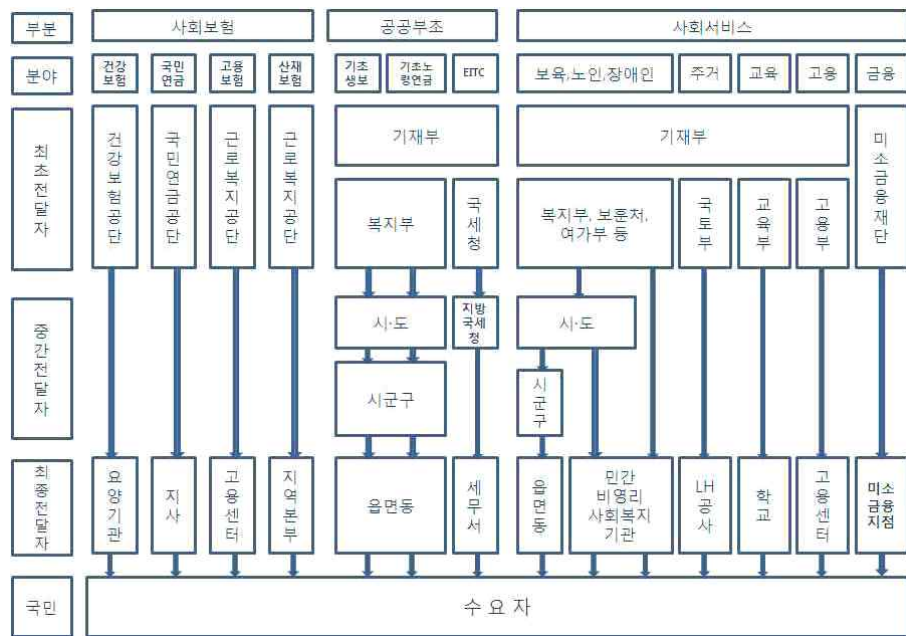 부분
사회보험
공공부조
사회서비스
분야
건강
보험
국민
연금
고용
보험
산재
보험
기초
생보
기초노
령연금
EITC
보육,노인,장애인
주거
교육
고용
금융
최초전달자
건강보험공단
국민연금공단
근로복지공단
근로복지공단
기재부
기재부
미소금융재단
복지부
국세청
복지부, 보훈처,
여가부 등
국토부
교육부
고용부
중간전달자
시·도
지방
국세
청
시·도
시군구
시군구
최종전달자
요양기관
지사
고용센터
지역본부
읍면동
세무서
읍면동
민간
비영리
사회복지
기관
LH
공사
학교
고용센터
미소
금융
지점
국민
수 요 자